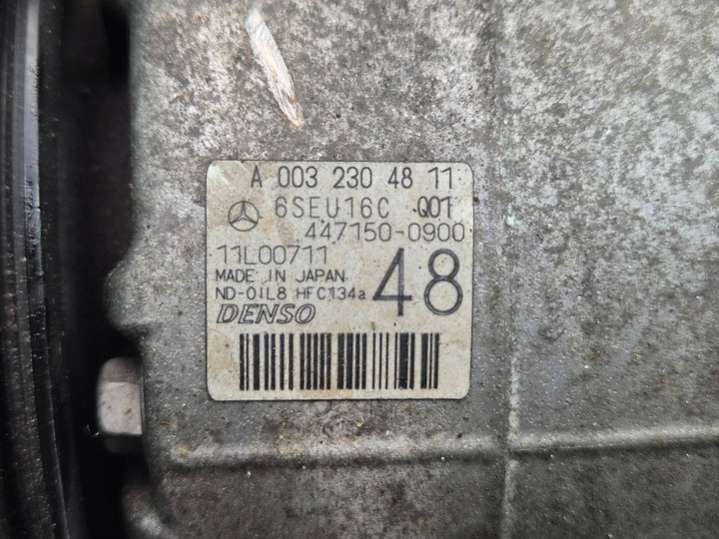 A 003 230 48 11
6SEU16C Q01
447150-0900
11L00711
MADE IN JAPAN
ND-OIL8 HFC134a
48
DENSO